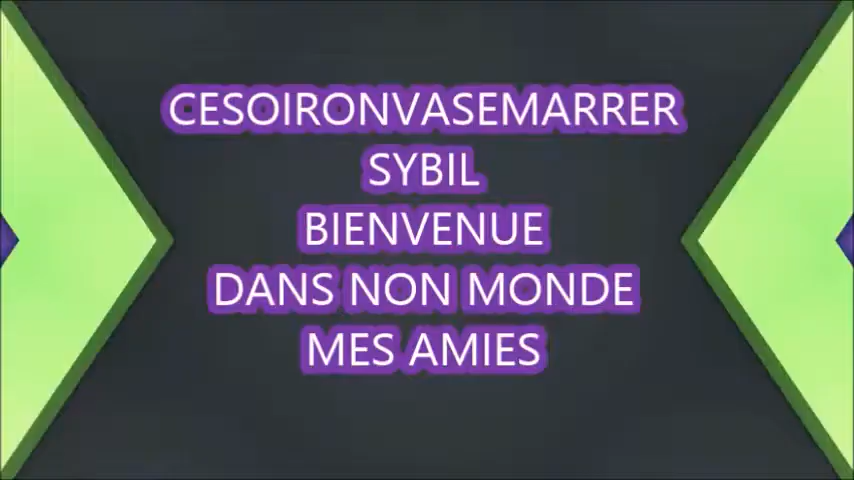 CESOIRONVASEMARRER
SYBIL
BIENVENUE
DANS NON MONDE
MES AMIES